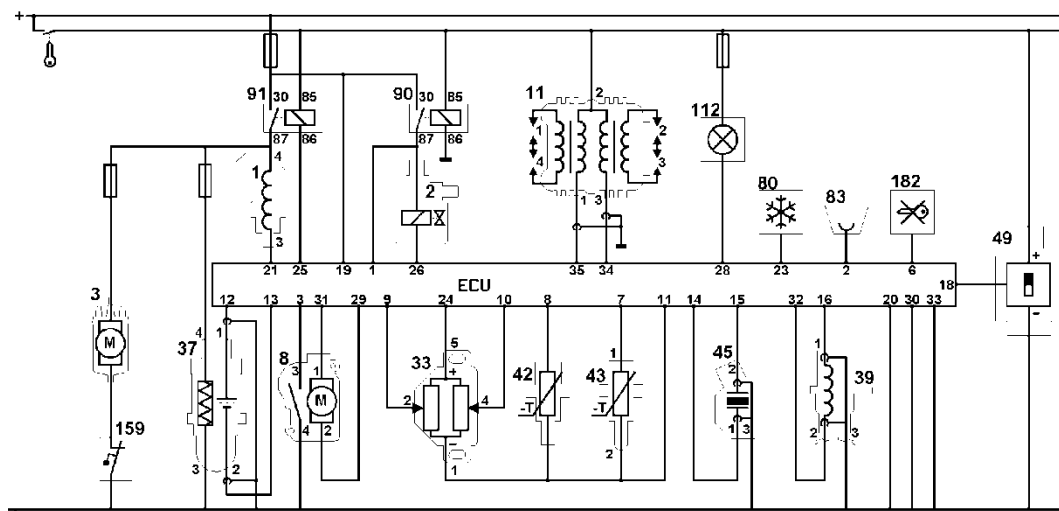 +
91 30 85 90 30 85 11 2
112
87 86 87 86 1 2
4 4 3
1 2 80 83 182
3 1 3 49
+
21 25 19 1 26 35 34 28 23 2 6
ECU 18
12 13 3 31 29 9 24 10 8 7 11 14 15 32 16 20 30 33
-
3 1 5 1 1
4 8 33 45
37 3 1 + 42 43 2 39
M M 2 4
-T -T
159 4 2 - 1 3 2 3
3 2 1 2